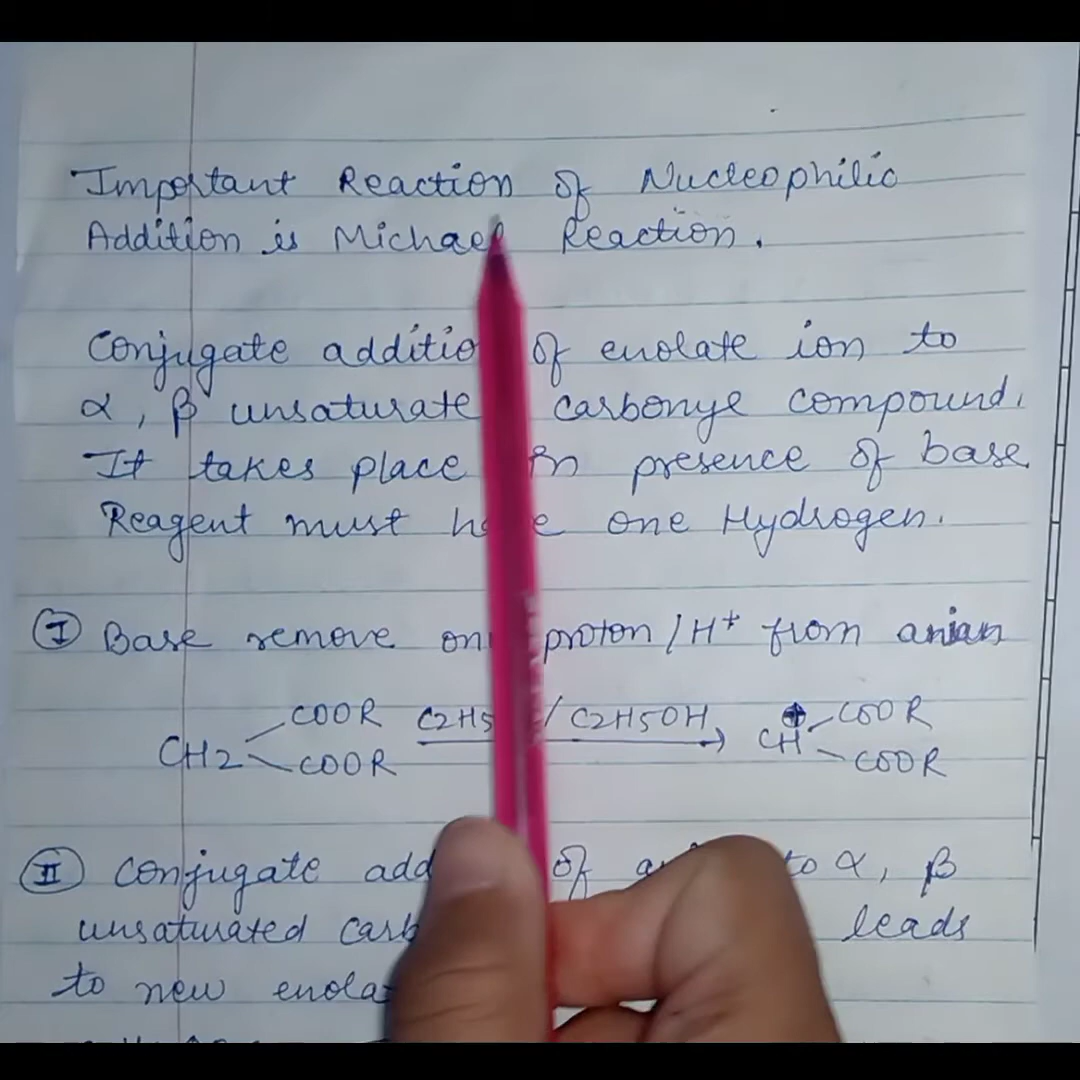 Important Reaction of Nucleophilic
Addition is Michael Reaction.
Conjugate additio of enolate ion to
α, β unsaturate carbonye compound.
It takes place in presence of base
Reagent must h e one Hydrogen.
I Base remove on proton / H+ from anian
COOR C2H5 / C2H5OH ⊕ COOR
CH2 CH
COOR COOR
II Conjugate add of to α, β
unsaturated carb leads
to new enola